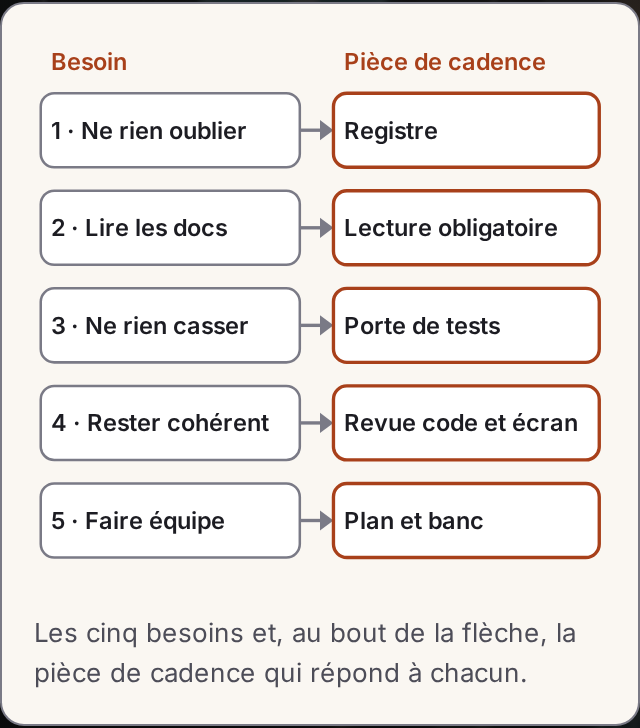 Besoin
Pièce de cadence
1 · Ne rien oublier
Registre
2 · Lire les docs
Lecture obligatoire
3 · Ne rien casser
Porte de tests
4 · Rester cohérent
Revue code et écran
5 · Faire équipe
Plan et banc
Les cinq besoins et, au bout de la flèche, la
pièce de cadence qui répond à chacun.